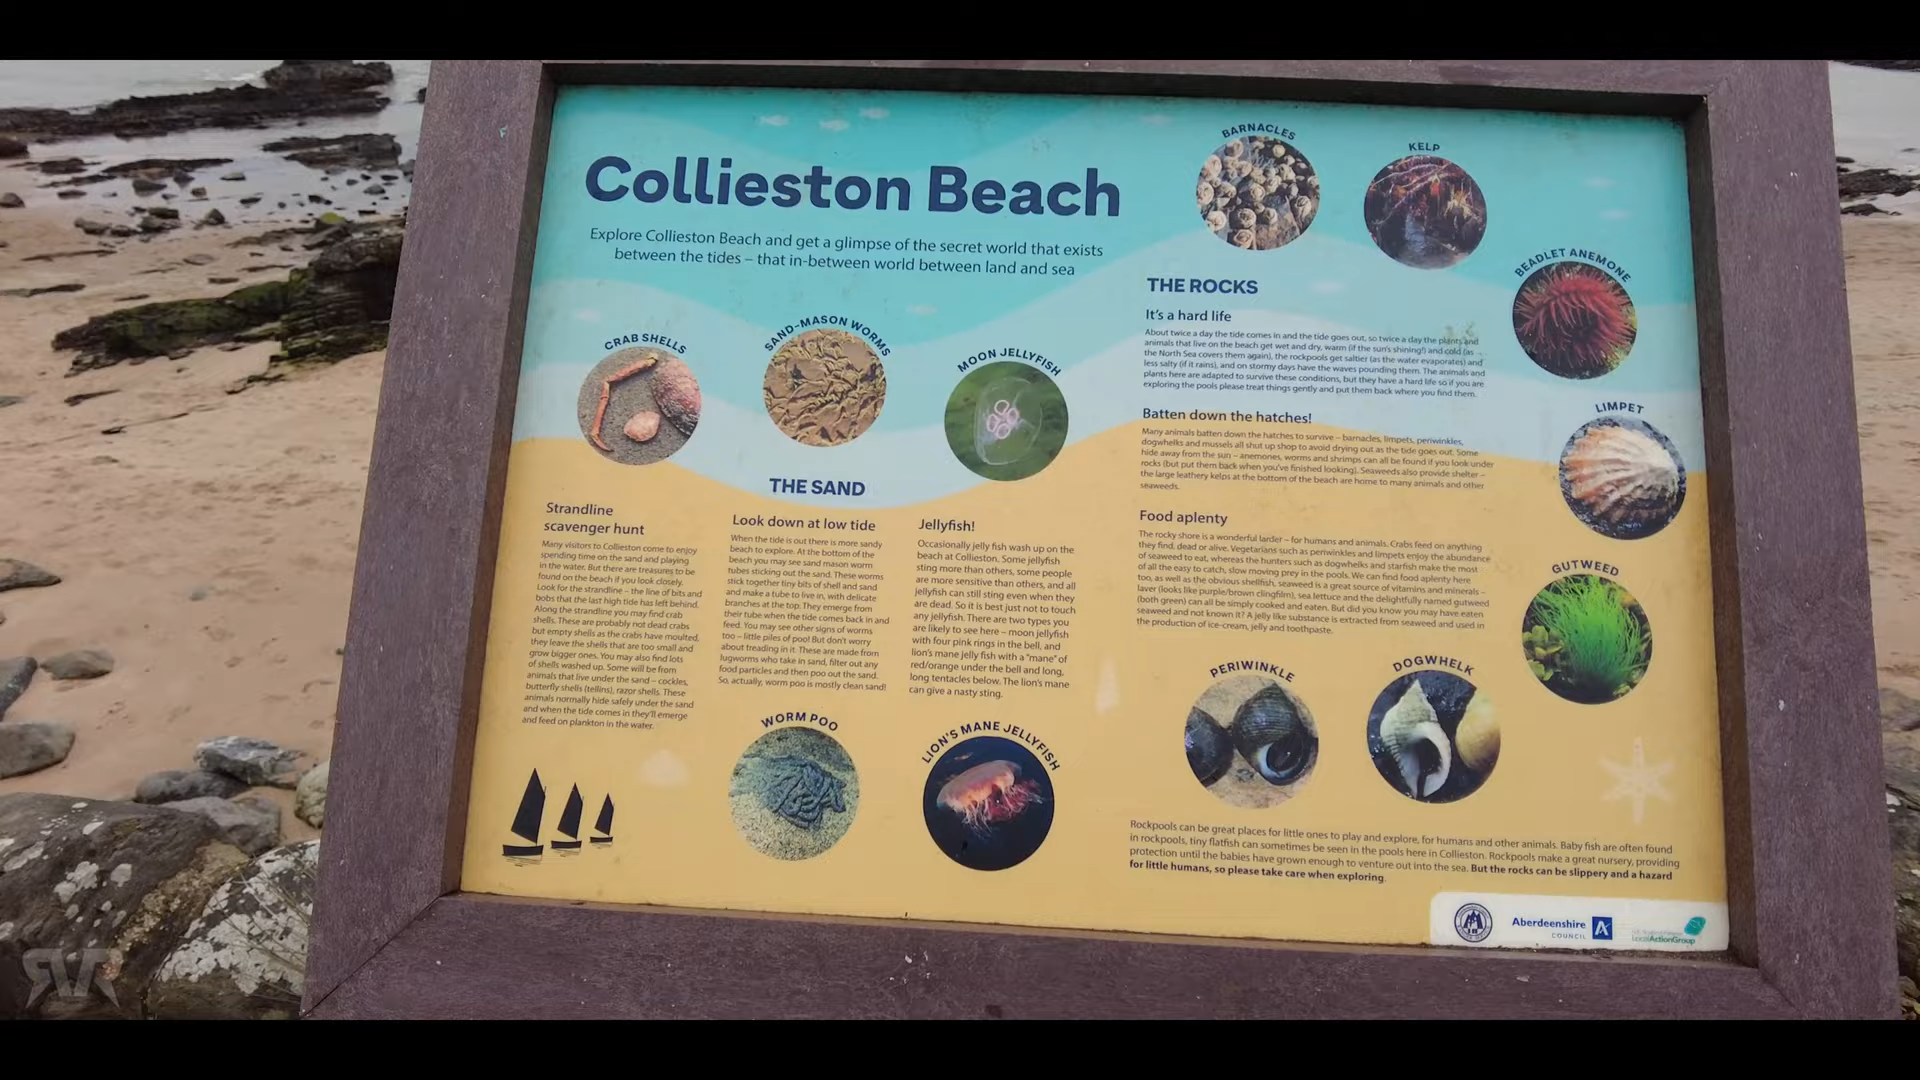 Collieston Beach
Explore Collieston Beach and get a glimpse of the secret world that exists
between the tides – that in-between world between land and sea
CRAB SHELLS
SAND-MASON WORMS
MOON JELLYFISH
THE SAND
Strandline
scavenger hunt
Many visitors to Collieston come to enjoy
spending time on the sand and playing
in the water. But there are treasures to be
found on the beach if you look closely.
Look for the strandline – the line of bits and
bobs that the last high tide has left behind.
Along the strandline you may find crab
shells. These are probably not dead crabs
but empty shells as the crabs have moulted,
they leave the shells that are too small and
grow bigger ones. You may also find lots
of shells washed up. Some will be from
animals that live under the sand – cockles,
butterfly shells (tellins), razor shells. These
animals normally hide safely under the sand
and when the tide comes in they'll emerge
and feed on plankton in the water.
Look down at low tide
When the tide is out there is more sandy
beach to explore. At the bottom of the
beach you may see sand mason worm
tubes sticking out the sand. These worms
stick together tiny bits of shell and sand
and make a tube to live in, with delicate
branches at the top. They emerge from
their tube when the tide comes back in and
feed. You may see other signs of worms
too – little piles of poo! But don't worry
about treading in it. These are made from
lugworms who take in sand, filter out any
food particles and then poo out the sand.
So, actually, worm poo is mostly clean sand!
Jellyfish!
Occasionally jelly fish wash up on the
beach at Collieston. Some jellyfish
sting more than others, some people
are more sensitive than others, and all
jellyfish can still sting even when they
are dead. So it is best just not to touch
any jellyfish. There are two types you
are likely to see here – moon jellyfish
with four pink rings in the bell, and
lion's mane jelly fish with a "mane" of
red/orange under the bell and long,
long tentacles below. The lion's mane
can give a nasty sting.
WORM POO
LION'S MANE JELLYFISH
BARNACLES
KELP
BEADLET ANEMONE
THE ROCKS
It's a hard life
About twice a day the tide comes in and the tide goes out, so twice a day the plants and
animals that live on the beach get wet and dry, warm (if the sun's shining!) and cold (as
the North Sea covers them again), the rockpools get saltier (as the water evaporates) and
less salty (if it rains), and on stormy days have the waves pounding them. The animals and
plants here are adapted to survive these conditions, but they have a hard life so if you are
exploring the pools please treat things gently and put them back where you find them.
LIMPET
Batten down the hatches!
Many animals batten down the hatches to survive – barnacles, limpets, periwinkles,
dogwhelks and mussels all shut up shop to avoid drying out as the tide goes out. Some
hide away from the sun – anemones, worms and shrimps can all be found if you look under
rocks (but put them back when you've finished looking). Seaweeds also provide shelter –
the large leathery kelps at the bottom of the beach are home to many animals and other
seaweeds.
Food aplenty
The rocky shore is a wonderful larder – for humans and animals. Crabs feed on anything
they find, dead or alive. Vegetarians such as periwinkles and limpets enjoy the abundance
of seaweed to eat, whereas the hunters such as dogwhelks and starfish make the most
of all the easy to catch, slow moving prey in the pools. We can find food aplenty here
too, as well as the obvious shellfish, seaweed is a great source of vitamins and minerals –
laver (looks like purple/brown clingfilm), sea lettuce and the delightfully named gutweed
(both green) can all be simply cooked and eaten. But did you know you may have eaten
seaweed and not known it? A jelly like substance is extracted from seaweed and used in
the production of ice-cream, jelly and toothpaste.
GUTWEED
PERIWINKLE
DOGWHELK
Rockpools can be great places for little ones to play and explore, for humans and other animals. Baby fish are often found
in rockpools, tiny flatfish can sometimes be seen in the pools here in Collieston. Rockpools make a great nursery, providing
protection until the babies have grown enough to venture out into the sea. But the rocks can be slippery and a hazard
for little humans, so please take care when exploring.
Aberdeenshire
COUNCIL
LocalActionGroup